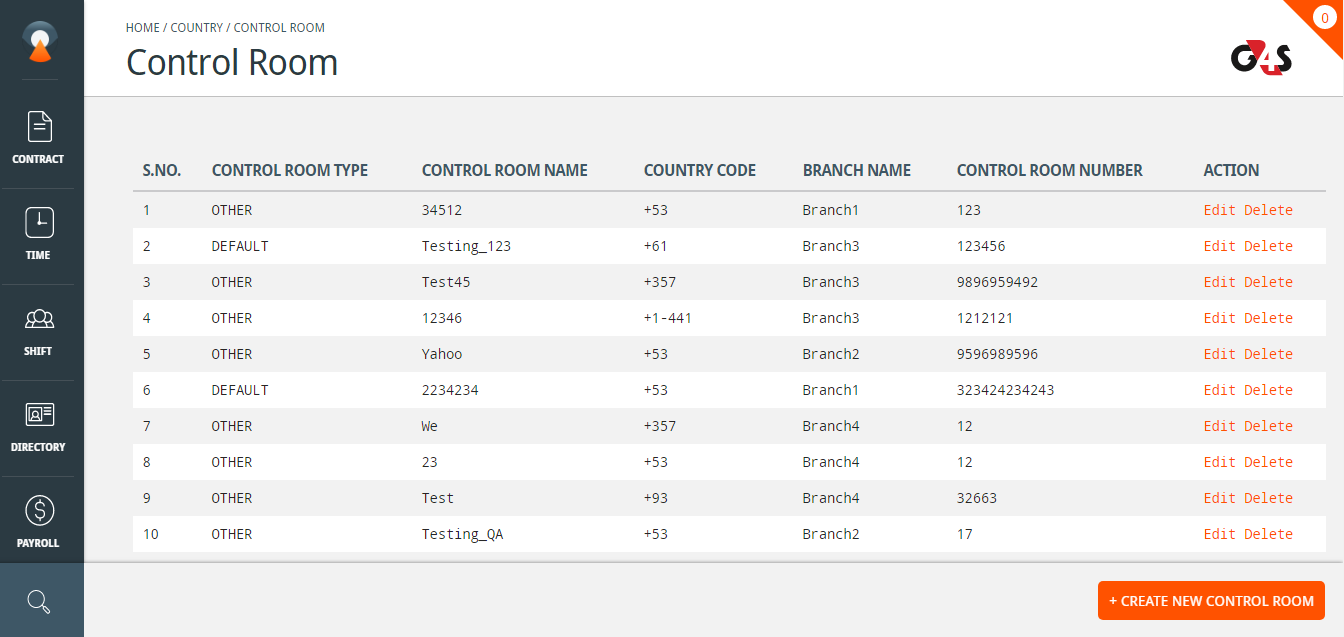 HOME / COUNTRY / CONTROL ROOM
0
Control Room
G4S
CONTRACT
TIME
SHIFT
DIRECTORY
PAYROLL
S.NO. CONTROL ROOM TYPE CONTROL ROOM NAME COUNTRY CODE BRANCH NAME CONTROL ROOM NUMBER ACTION
1 OTHER 34512 +53 Branch1 123 Edit Delete
2 DEFAULT Testing_123 +61 Branch3 123456 Edit Delete
3 OTHER Test45 +357 Branch3 9896959492 Edit Delete
4 OTHER 12346 +1-441 Branch3 1212121 Edit Delete
5 OTHER Yahoo +53 Branch2 9596989596 Edit Delete
6 DEFAULT 2234234 +53 Branch1 323424234243 Edit Delete
7 OTHER We +357 Branch4 12 Edit Delete
8 OTHER 23 +53 Branch4 12 Edit Delete
9 OTHER Test +93 Branch4 32663 Edit Delete
10 OTHER Testing_QA +53 Branch2 17 Edit Delete
+ CREATE NEW CONTROL ROOM